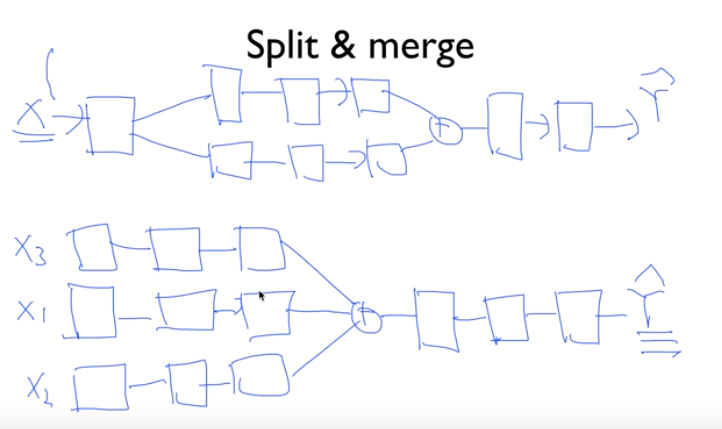 Split & merge
X Ŷ
+
X3
X1 + Ŷ
X2